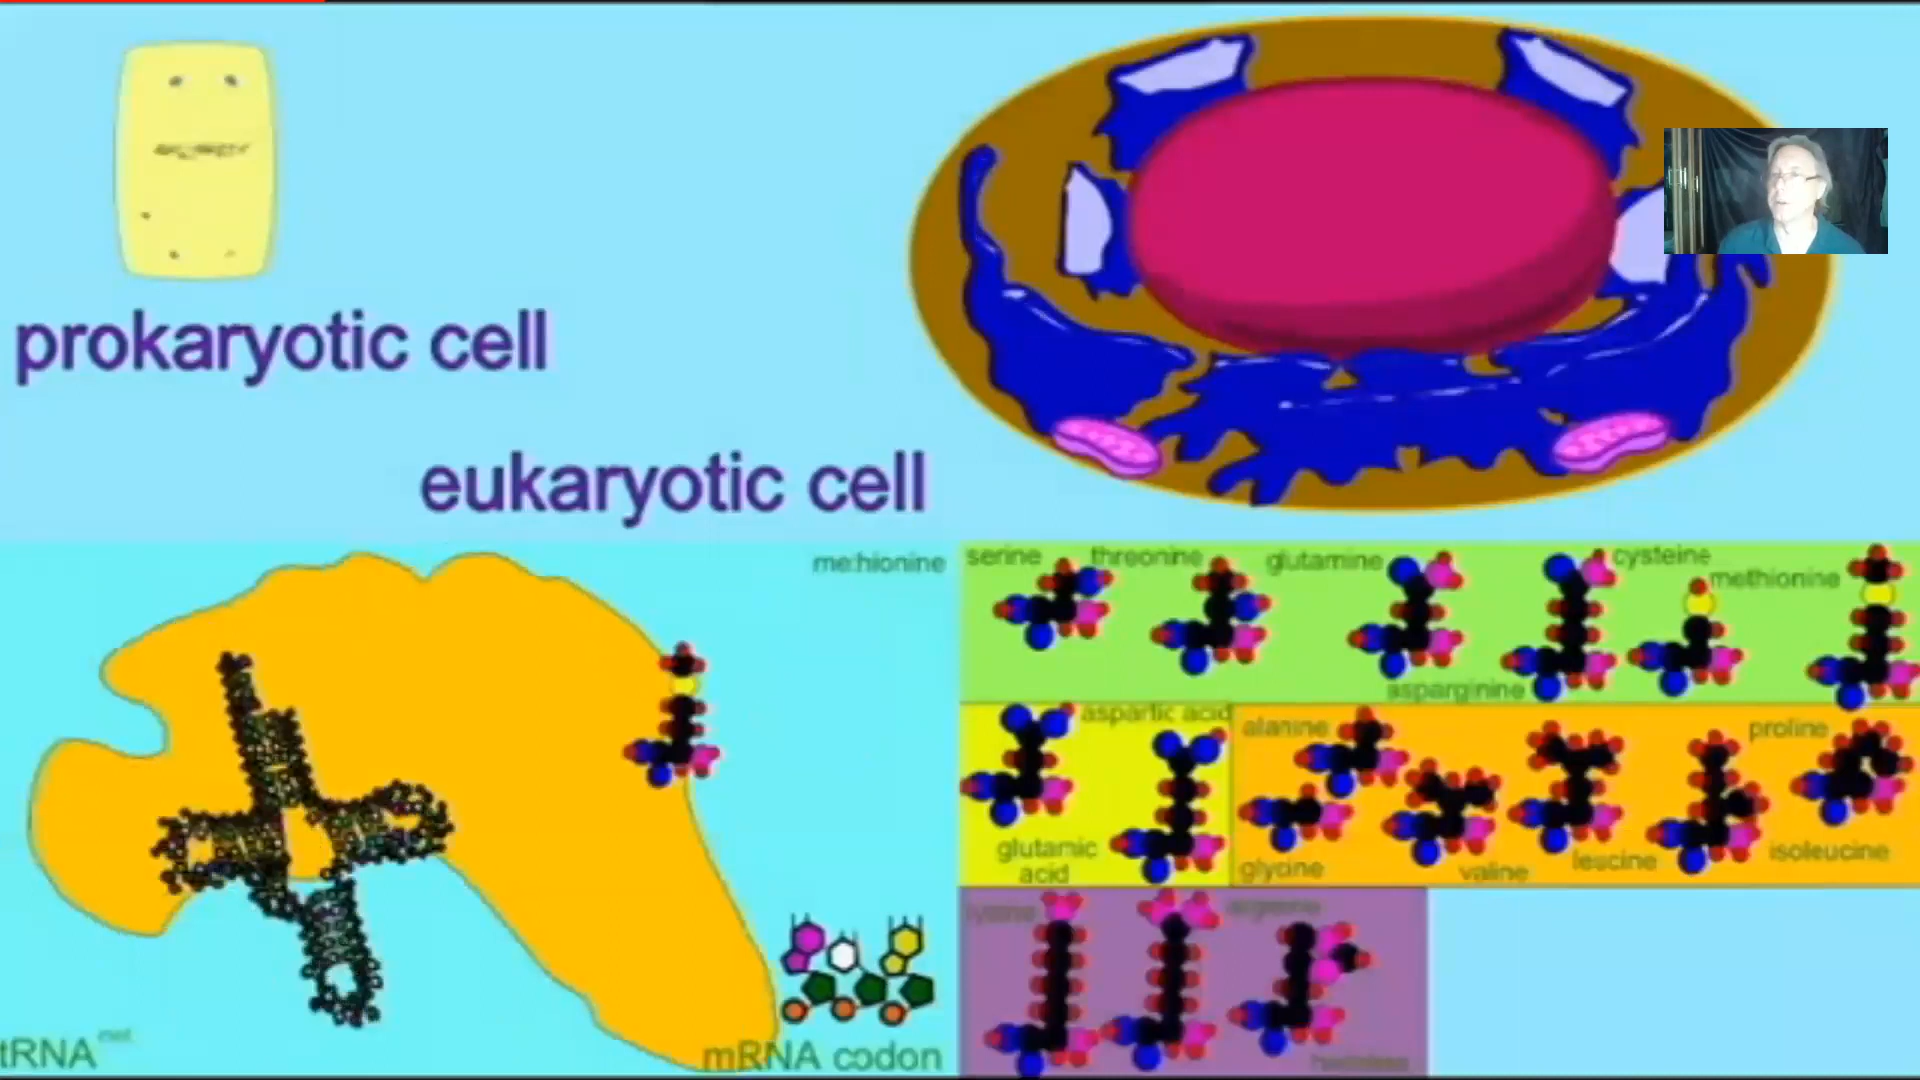 prokaryotic cell
eukaryotic cell
me:hionine
tRNA met
mRNA codon
serine
threonine
glutamine
cysteine
methionine
asparginine
aspartic acid
glutamic
acid
alanine
proline
glycine
valine
leucine
isoleucine